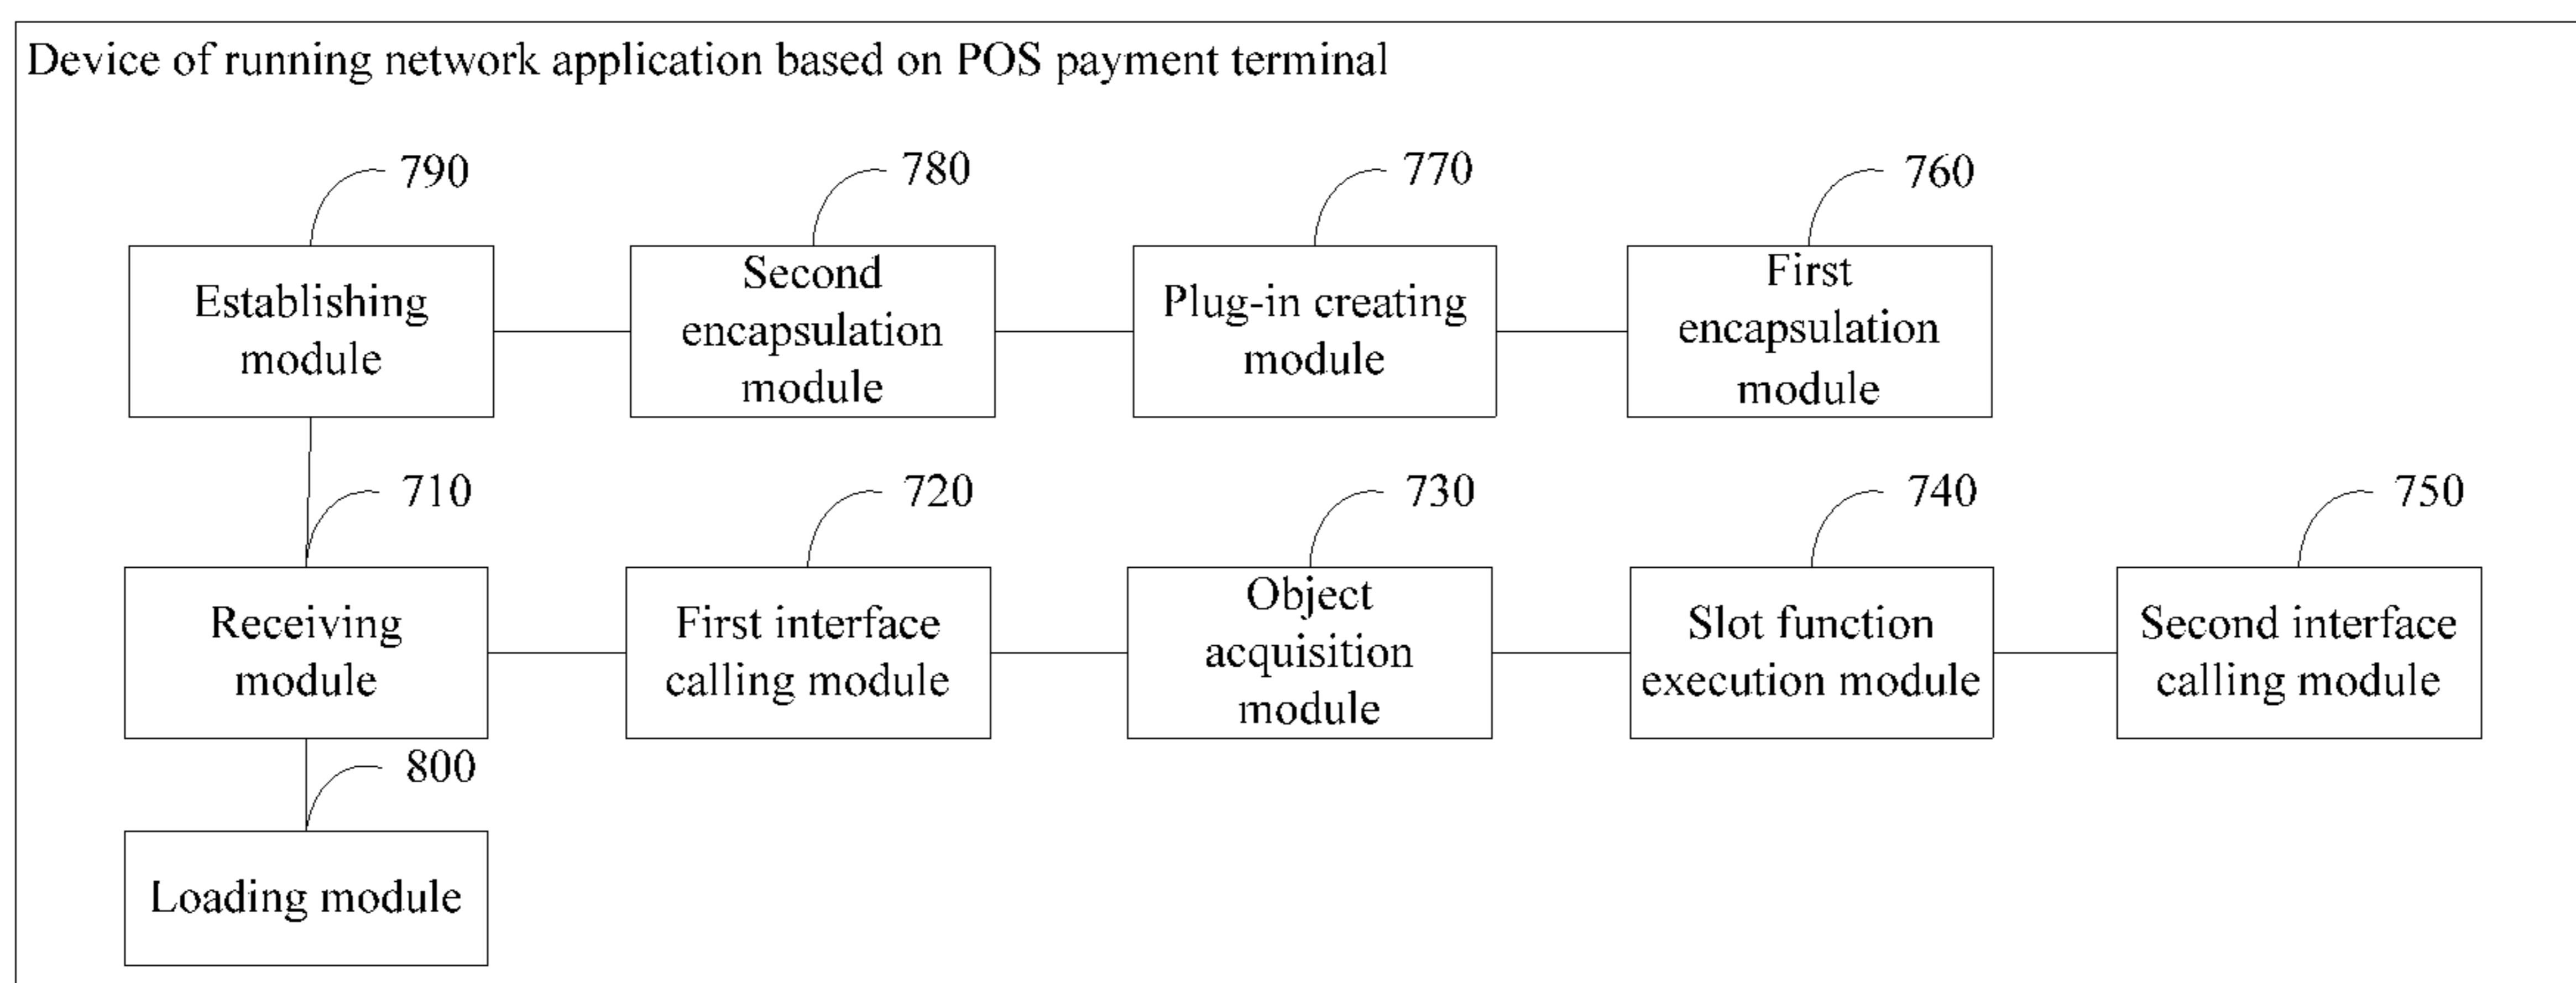 Device of running network application based on POS payment terminal
790
780
770
760
Establishing
module
Second
encapsulation
module
Plug-in creating
module
First
encapsulation
module
710
720
730
740
750
Receiving
module
First interface
calling module
Object
acquisition
module
Slot function
execution module
Second interface
calling module
800
Loading module